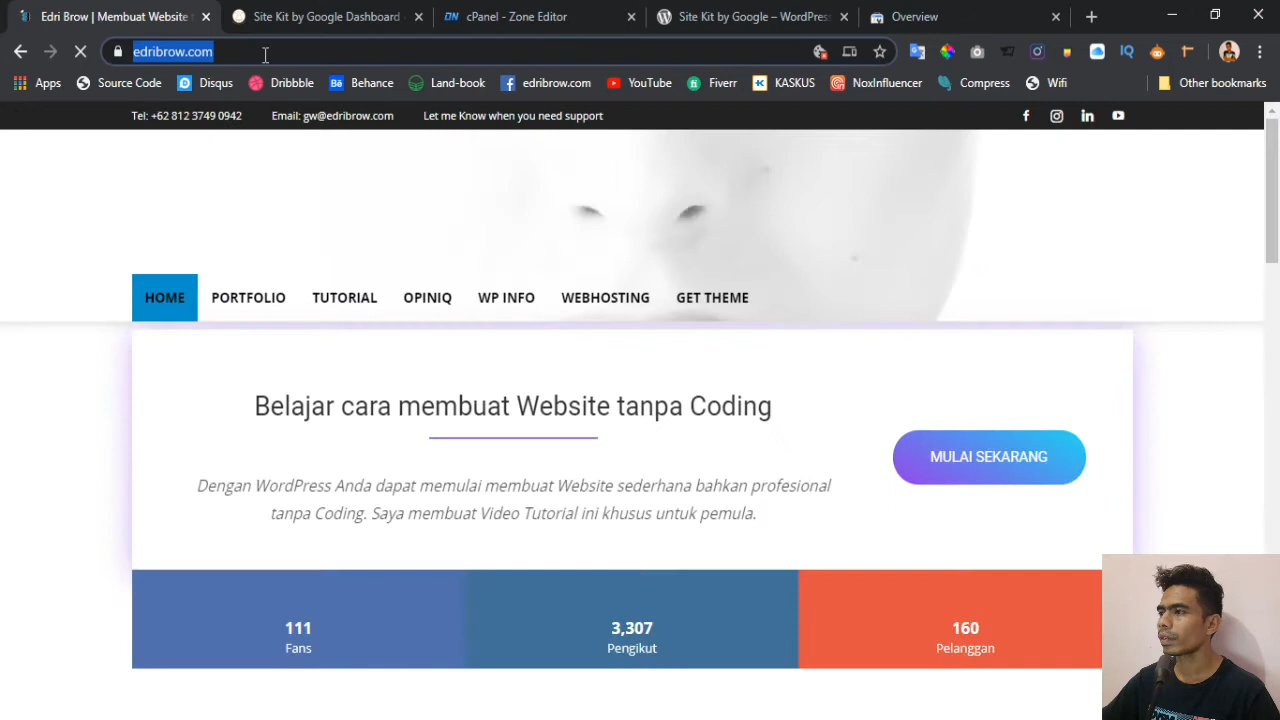 Edri Brow | Membuat Website
Site Kit by Google Dashboard
cPanel - Zone Editor
Site Kit by Google – WordPress
Overview
edribrow.com
Apps
Source Code
Disqus
Dribbble
Behance
Land-book
edribrow.com
YouTube
Fiverr
KASKUS
NoxInfluencer
Compress
Wifi
Other bookmarks
Tel: +62 812 3749 0942
Email: gw@edribrow.com
Let me Know when you need support
HOME
PORTFOLIO
TUTORIAL
OPINIQ
WP INFO
WEBHOSTING
GET THEME
Belajar cara membuat Website tanpa Coding
MULAI SEKARANG
Dengan WordPress Anda dapat memulai membuat Website sederhana bahkan profesional
tanpa Coding. Saya membuat Video Tutorial ini khusus untuk pemula.
111
Fans
3,307
Pengikut
160
Pelanggan